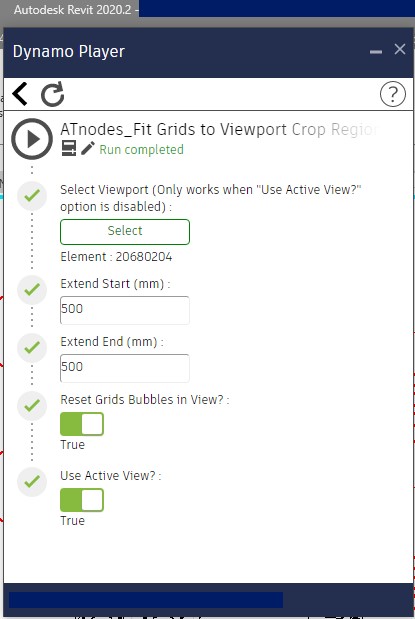 Autodesk Revit 2020.2 -
Dynamo Player
?
ATnodes_Fit Grids to Viewport Crop Regio
Run completed
Select Viewport (Only works when "Use Active View?"
option is disabled) :
Select
Element : 20680204
Extend Start (mm) :
500
Extend End (mm) :
500
Reset Grids Bubbles in View? :
True
Use Active View? :
True